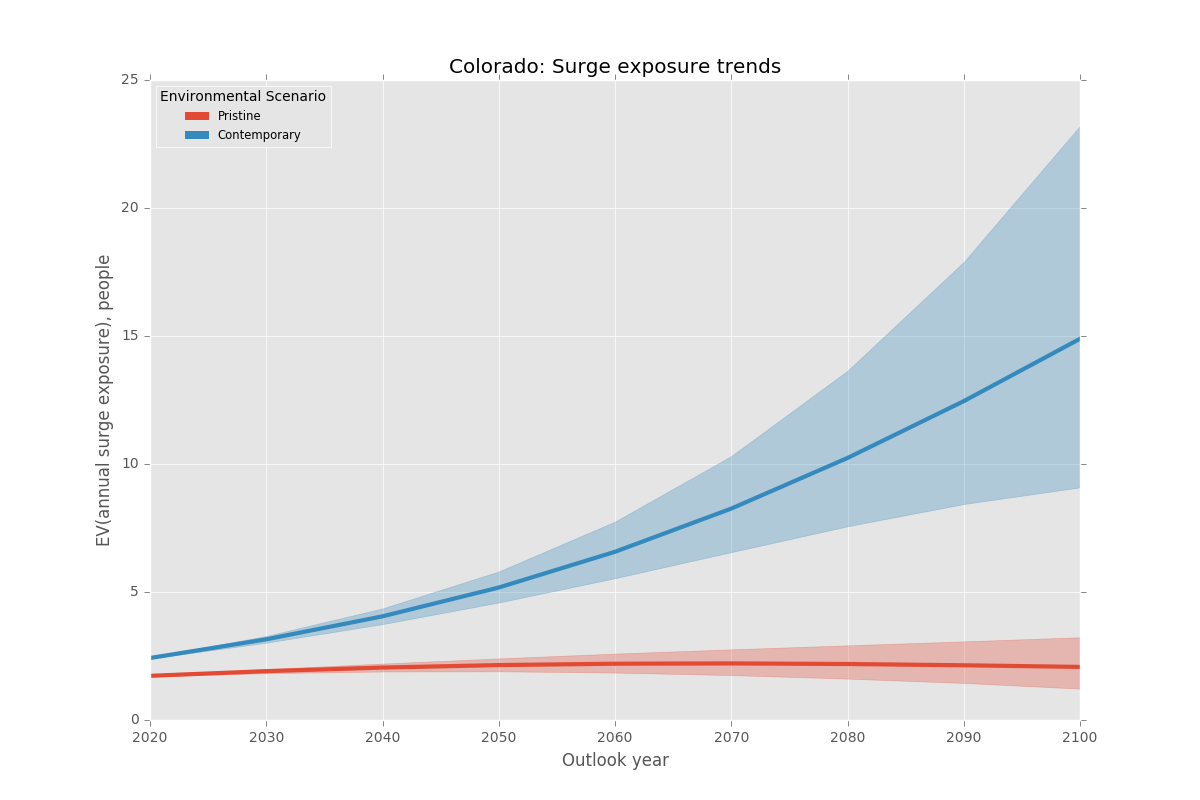 Colorado: Surge exposure trends
25
Environmental Scenario
Pristine
Contemporary
20
15
10
5
0
EV(annual surge exposure), people
2020 2030 2040 2050 2060 2070 2080 2090 2100
Outlook year